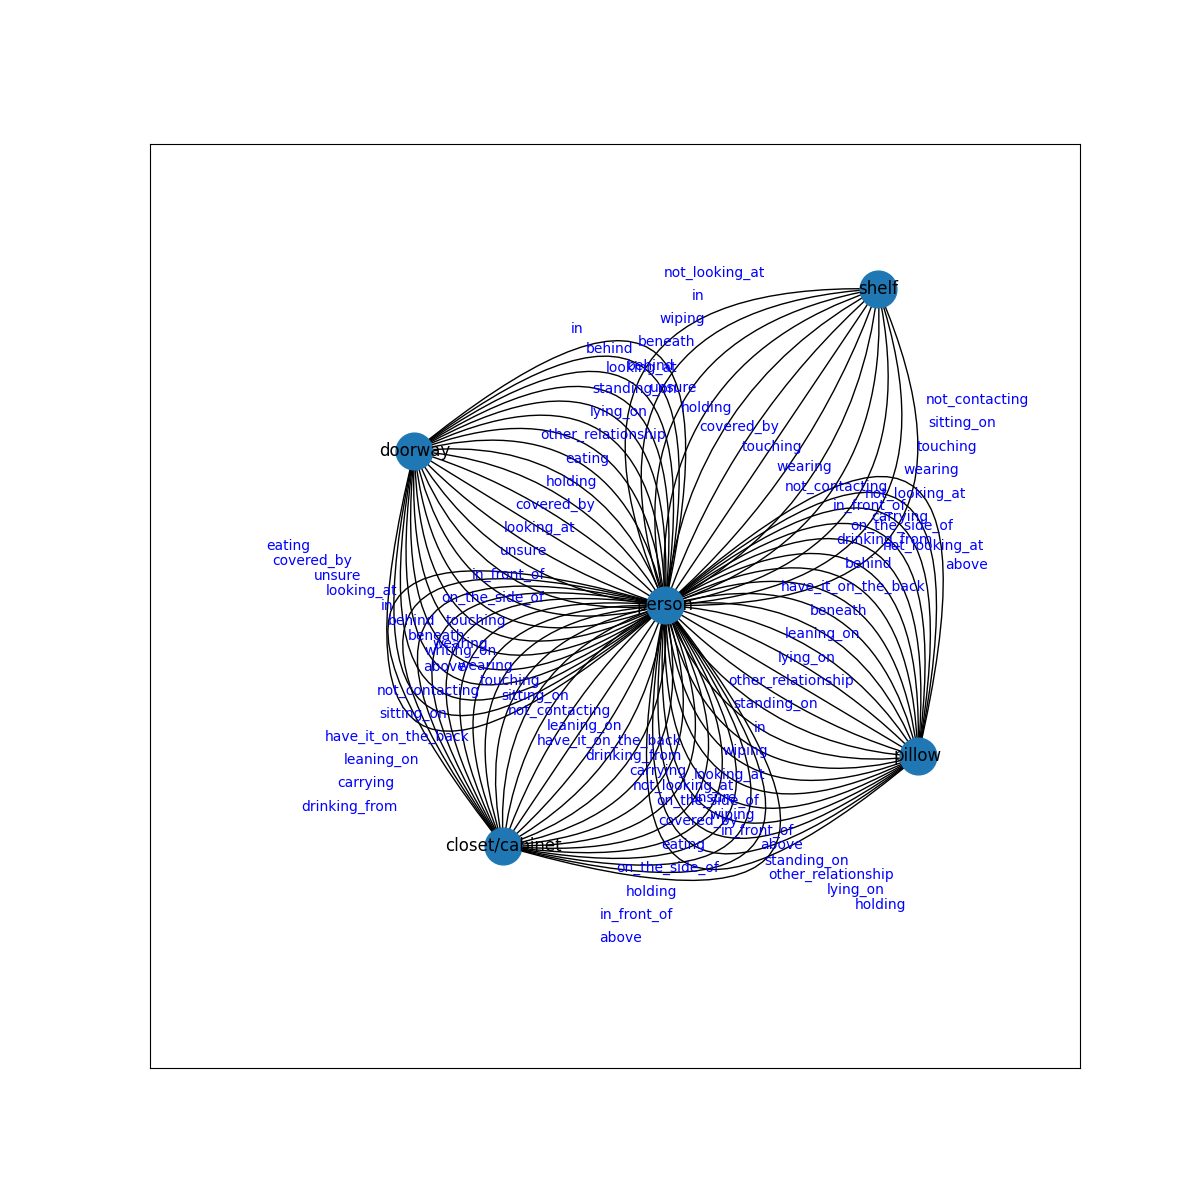 not_looking_at
in
shelf
wiping
in
beneath
behind
behind
looking_at
standing_on
unsure
not_contacting
holding
lying_on
sitting_on
covered_by
other_relationship
touching
touching
doorway
eating
wearing
wearing
holding
not_contacting
not_looking_at
covered_by
in_front_of
carrying
looking_at
on_the_side_of
drinking_from
eating
unsure
not_looking_at
covered_by
behind
above
unsure
in_front_of
looking_at
have_it_on_the_back
in
on_the_side_of
person
beneath
behind
touching
leaning_on
beneath
wearing
writing_on
lying_on
above
wearing
touching
other_relationship
not_contacting
sitting_on
standing_on
sitting_on
not_contacting
leaning_on
in
have_it_on_the_back
have_it_on_the_back
wiping
leaning_on
drinking_from
pillow
carrying
carrying
looking_at
not_looking_at
drinking_from
unsure
on_the_side_of
wiping
covered_by
in_front_of
closet/cabinet
eating
above
on_the_side_of
standing_on
other_relationship
holding
lying_on
holding
in_front_of
above